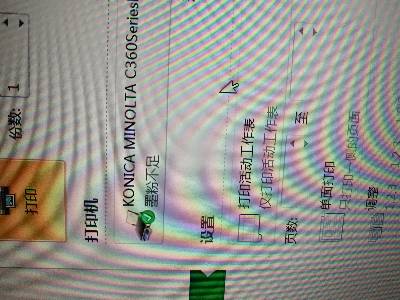 打印
份数: 1
打印机
KONICA MINOLTA C360Series
墨粉不足
设置
打印活动工作表
仅打印活动工作表
页数:
至
单面打印
只打印一侧的页面
调整